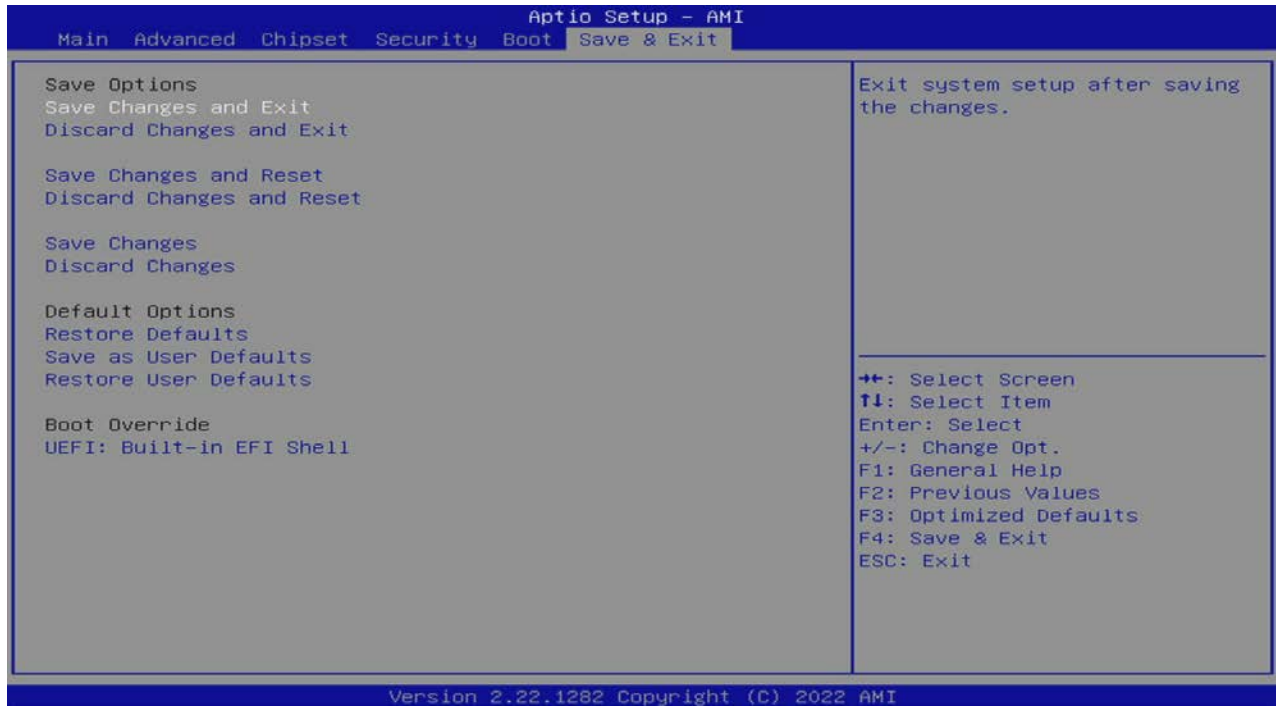 Aptio Setup – AMI
Main Advanced Chipset Security Boot Save & Exit
Save Options
Save Changes and Exit
Discard Changes and Exit
Save Changes and Reset
Discard Changes and Reset
Save Changes
Discard Changes
Default Options
Restore Defaults
Save as User Defaults
Restore User Defaults
Boot Override
UEFI: Built-in EFI Shell
Exit system setup after saving
the changes.
→←: Select Screen
↑↓: Select Item
Enter: Select
+/-: Change Opt.
F1: General Help
F2: Previous Values
F3: Optimized Defaults
F4: Save & Exit
ESC: Exit
Version 2.22.1282 Copyright (C) 2022 AMI